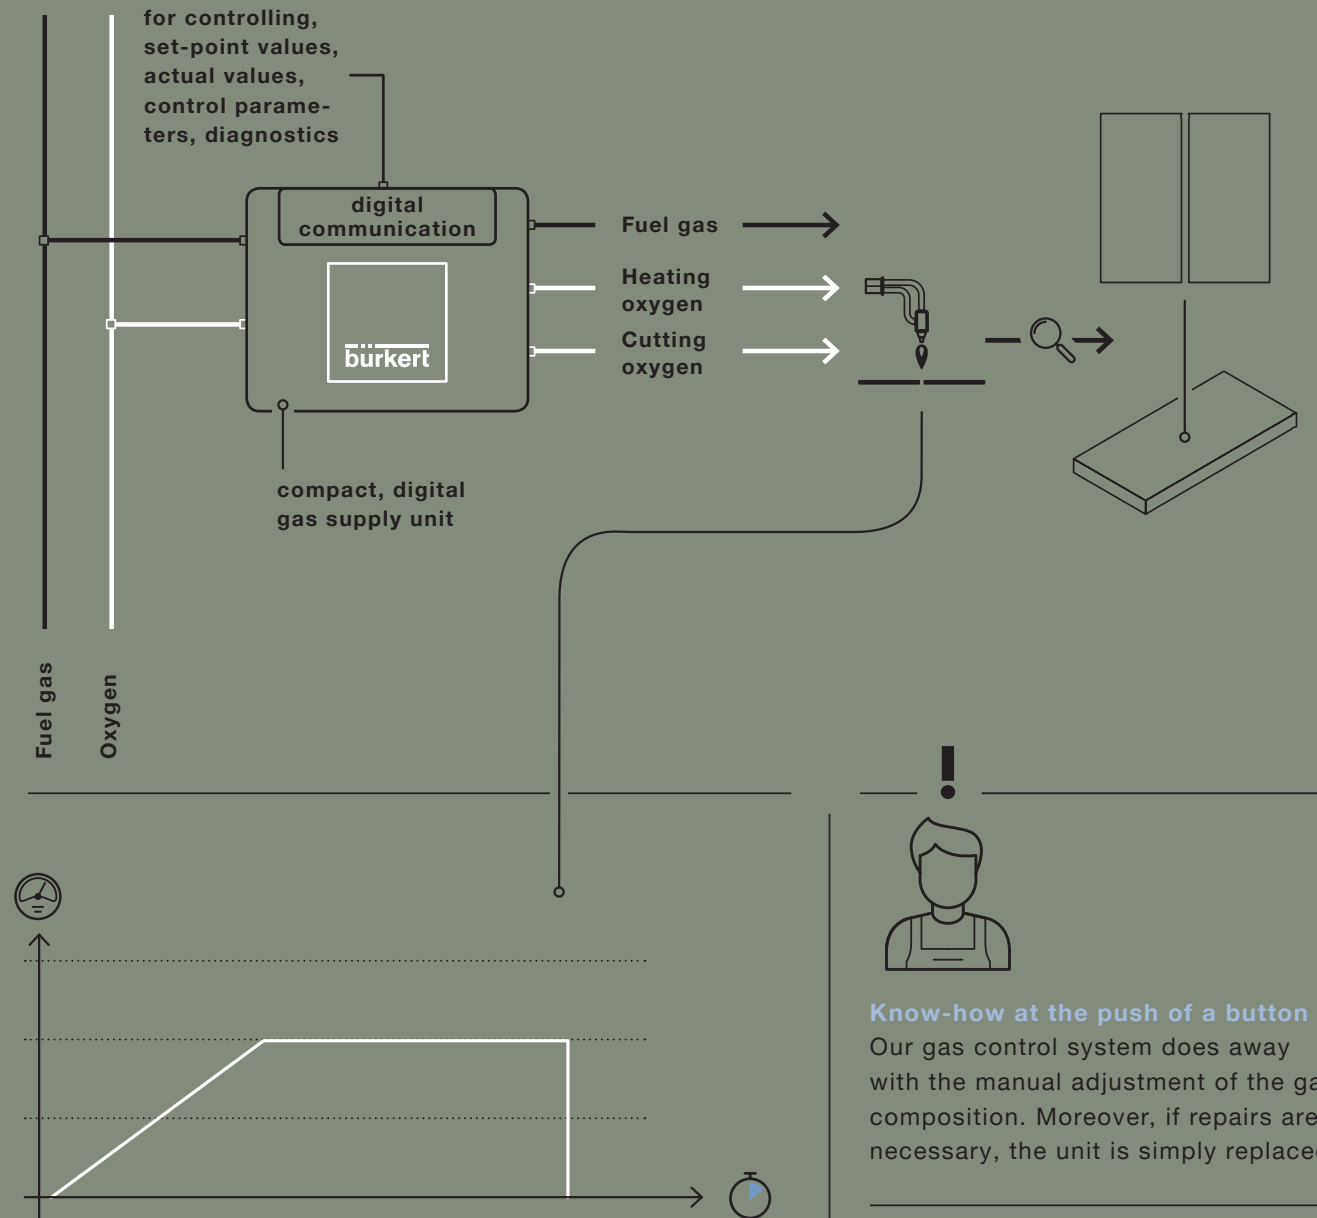 for controlling,
set-point values,
actual values,
control parame-
ters, diagnostics
digital
communication
bürkert
Fuel gas
Heating
oxygen
Cutting
oxygen
compact, digital
gas supply unit
Fuel gas
Oxygen
Know-how at the push of a button
Our gas control system does away
with the manual adjustment of the ga
composition. Moreover, if repairs are
necessary, the unit is simply replaced